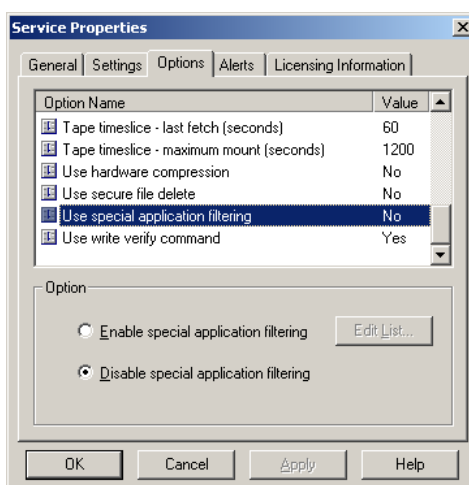 Service Properties
General Settings Options Alerts Licensing Information
Option Name Value
Tape timeslice - last fetch (seconds) 60
Tape timeslice - maximum mount (seconds) 1200
Use hardware compression No
Use secure file delete No
Use special application filtering No
Use write verify command Yes
Option
Enable special application filtering Edit List...
Disable special application filtering
OK Cancel Apply Help